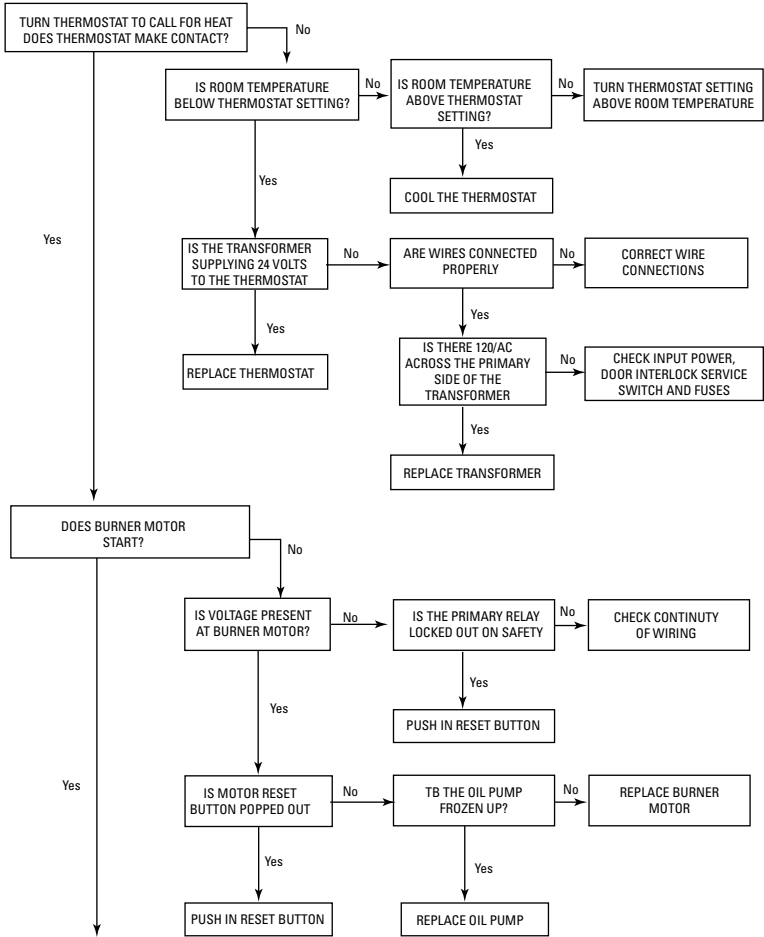 TURN THERMOSTAT TO CALL FOR HEAT
DOES THERMOSTAT MAKE CONTACT?
No
IS ROOM TEMPERATURE
BELOW THERMOSTAT SETTING?
No
IS ROOM TEMPERATURE
ABOVE THERMOSTAT
SETTING?
No
TURN THERMOSTAT SETTING
ABOVE ROOM TEMPERATURE
Yes
COOL THE THERMOSTAT
Yes
Yes
IS THE TRANSFORMER
SUPPLYING 24 VOLTS
TO THE THERMOSTAT
No
ARE WIRES CONNECTED
PROPERLY
No
CORRECT WIRE
CONNECTIONS
Yes
Yes
REPLACE THERMOSTAT
IS THERE 120/AC
ACROSS THE PRIMARY
SIDE OF THE
TRANSFORMER
No
CHECK INPUT POWER,
DOOR INTERLOCK SERVICE
SWITCH AND FUSES
Yes
REPLACE TRANSFORMER
DOES BURNER MOTOR
START?
No
IS VOLTAGE PRESENT
AT BURNER MOTOR?
No
IS THE PRIMARY RELAY
LOCKED OUT ON SAFETY
No
CHECK CONTINUTY
OF WIRING
Yes
PUSH IN RESET BUTTON
Yes
Yes
IS MOTOR RESET
BUTTON POPPED OUT
No
TB THE OIL PUMP
FROZEN UP?
No
REPLACE BURNER
MOTOR
Yes
Yes
PUSH IN RESET BUTTON
REPLACE OIL PUMP